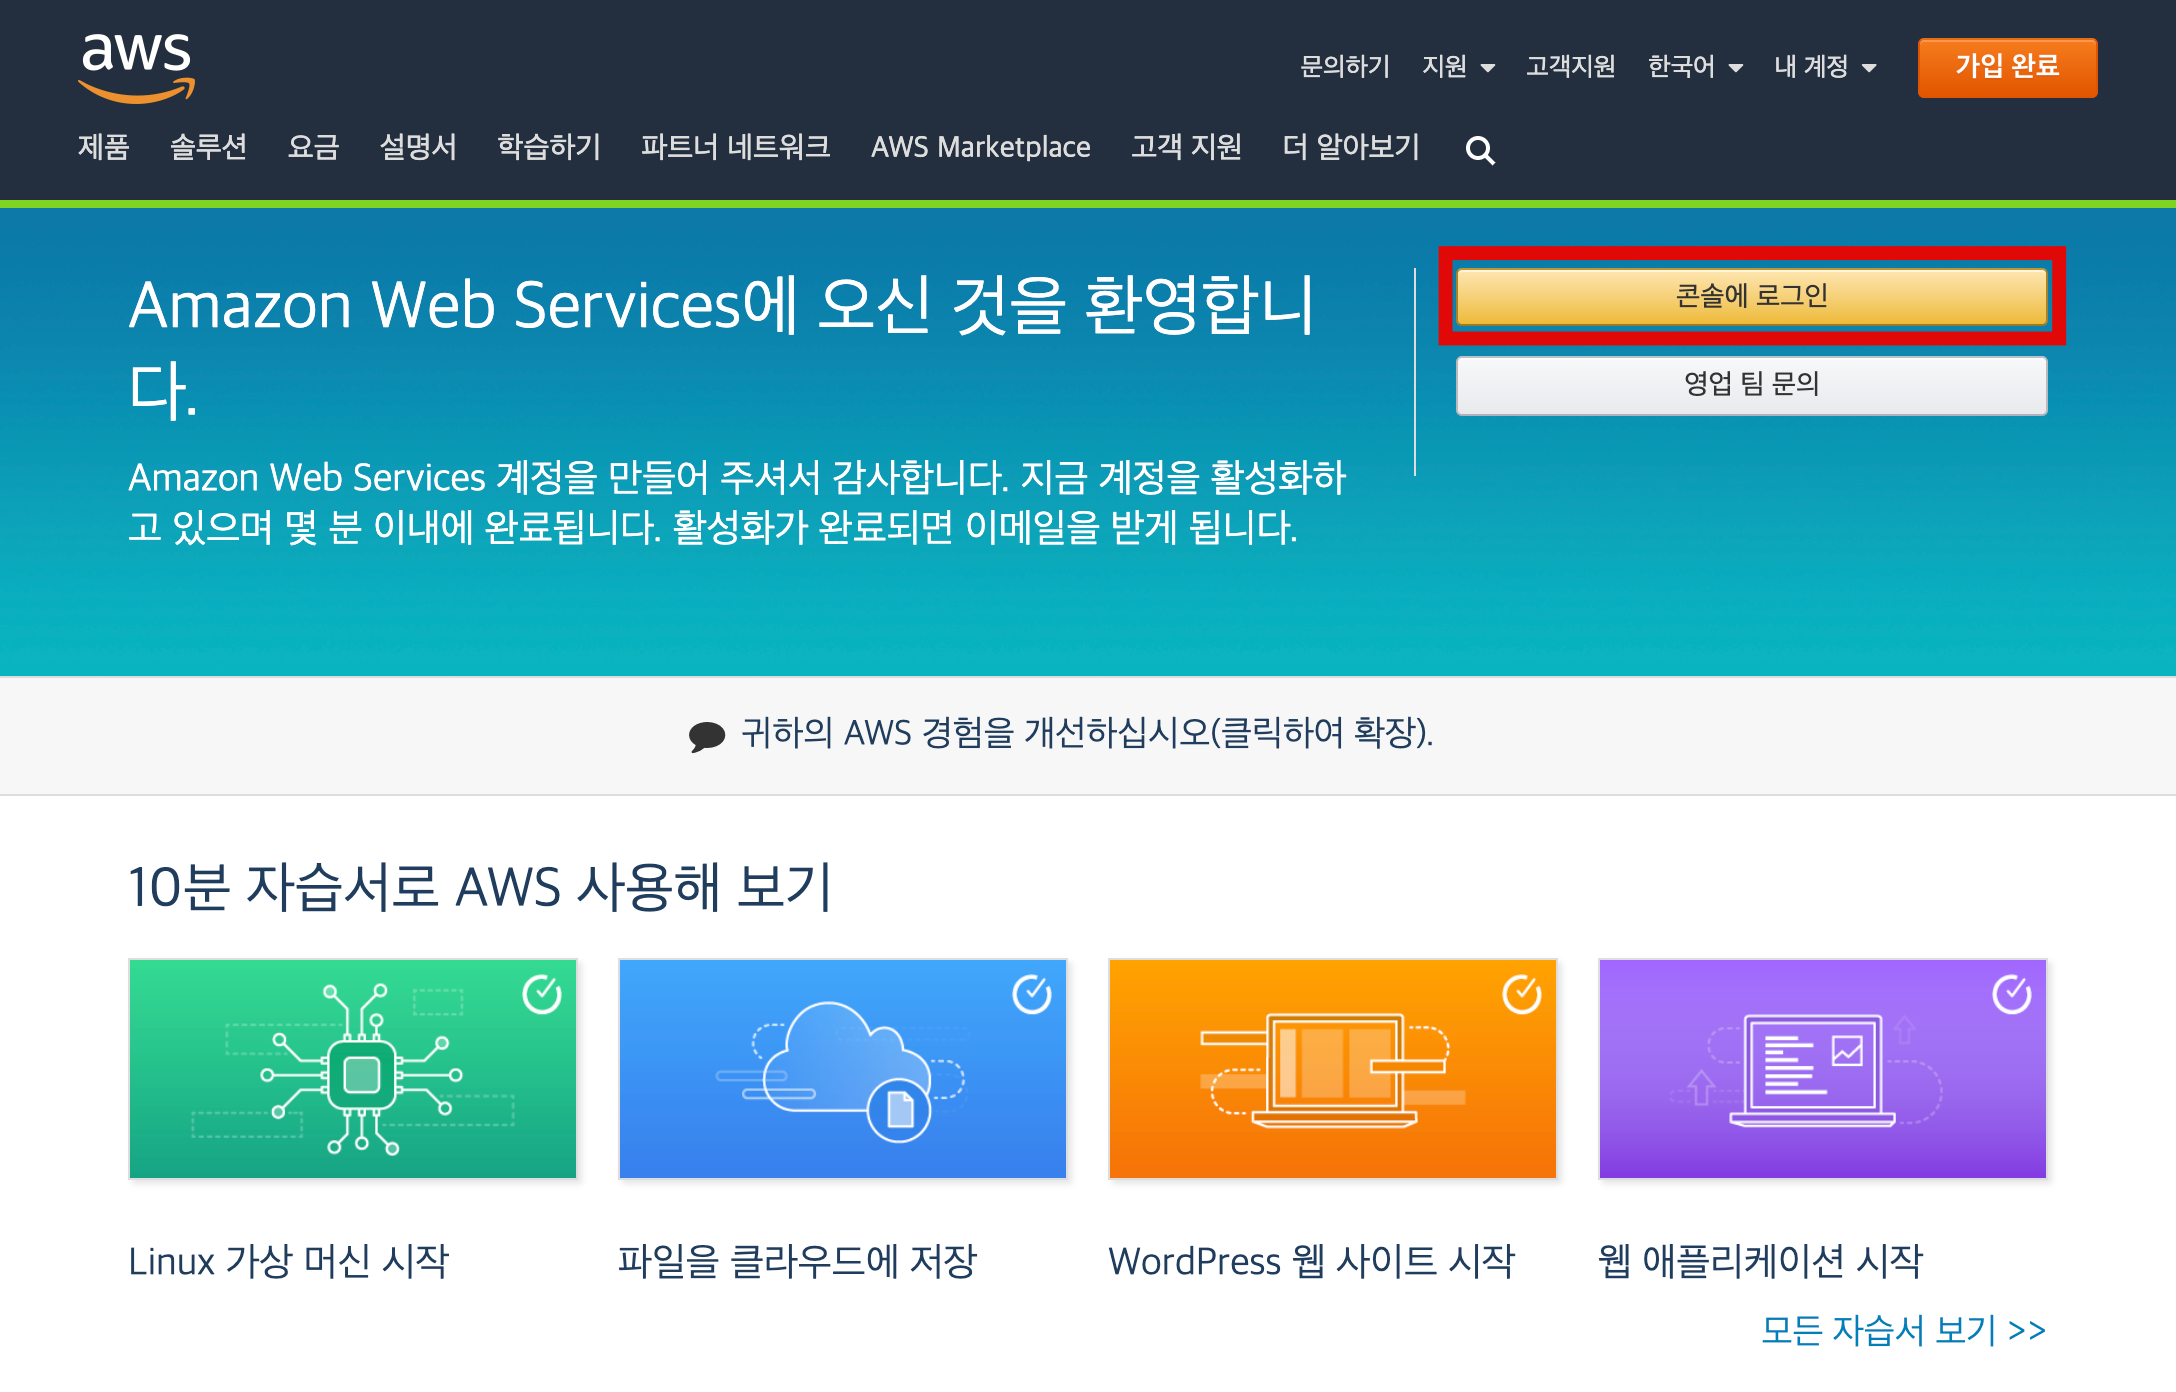 aws
문의하기 지원 고객지원 한국어 내 계정 가입 완료
제품 솔루션 요금 설명서 학습하기 파트너 네트워크 AWS Marketplace 고객 지원 더 알아보기
Amazon Web Services에 오신 것을 환영합니
다.
Amazon Web Services 계정을 만들어 주셔서 감사합니다. 지금 계정을 활성화하
고 있으며 몇 분 이내에 완료됩니다. 활성화가 완료되면 이메일을 받게 됩니다.
콘솔에 로그인
영업 팀 문의
귀하의 AWS 경험을 개선하십시오(클릭하여 확장).
10분 자습서로 AWS 사용해 보기
Linux 가상 머신 시작
파일을 클라우드에 저장
WordPress 웹 사이트 시작
웹 애플리케이션 시작
모든 자습서 보기 >>